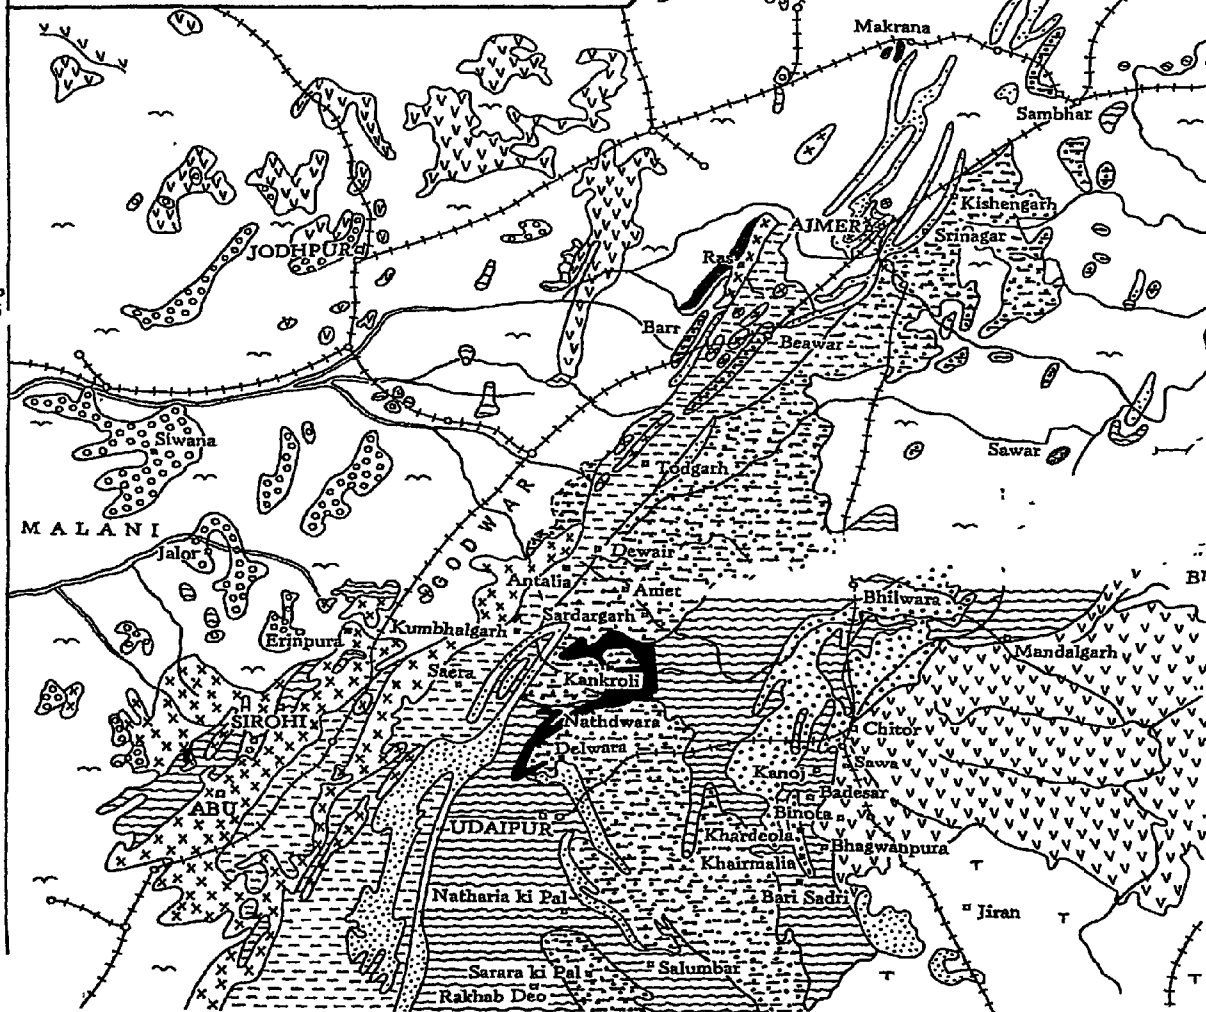 Makrana
Sambhar
Kishengarh
AJMER
Srinagar
JODHPUR
Ras
Barr
Beawar
Siwana
Todgarh
Sawar
GODWAR
MALANI
Jalor
Dewair
Antalia
Amet
Bhilwara
Sardargarh
Kumbhalgarh
Erinpura
Mandalgarh
Saera
Kankroli
SIROHI
Nathdwara
Chitor
Delwara
Sawa
Kanoj
Badesar
ABU
Binota
UDAIPUR
Khardeola
Bhagwanpura
Khairmalia
Natharia ki Pal
Bari Sadri
Jiran
Sarara ki Pal
Salumbar
Rakhab Deo